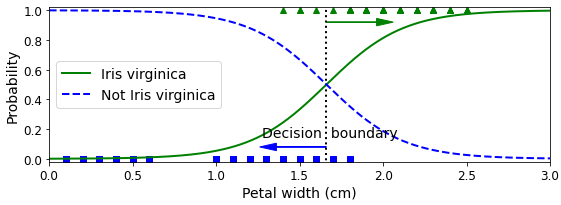 1.0
0.8
0.6
0.4
0.2
0.0
Probability
Iris virginica
Not Iris virginica
Decision boundary
0.0 0.5 1.0 1.5 2.0 2.5 3.0
Petal width (cm)